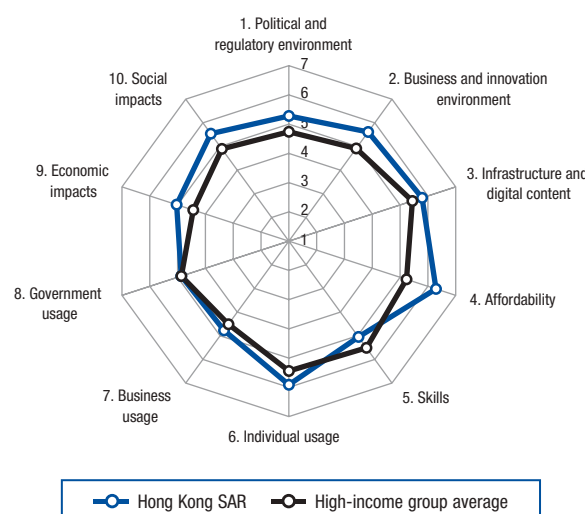 1. Political and
regulatory environment
7
6
5
4
3
2
1
2. Business and innovation
environment
3. Infrastructure and
digital content
4. Affordability
5. Skills
6. Individual usage
7. Business
usage
8. Government
usage
9. Economic
impacts
10. Social
impacts
Hong Kong SAR
High-income group average